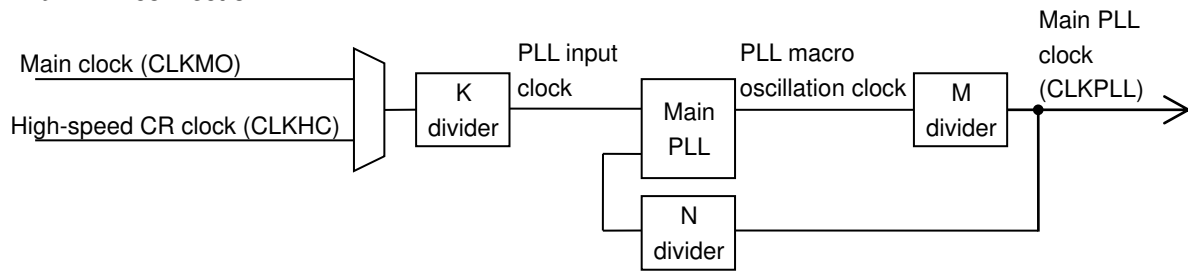 Main clock (CLKMO)
High-speed CR clock (CLKHC)
K
divider
PLL input
clock
Main
PLL
PLL macro
oscillation clock
M
divider
Main PLL
clock
(CLKPLL)
N
divider